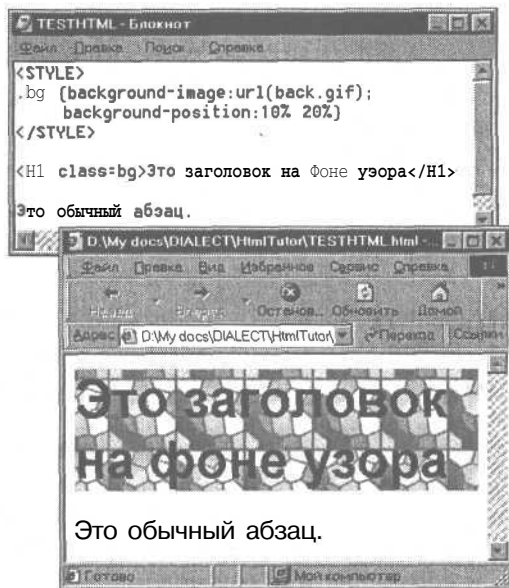 TESTHTML - Блокнот
Файл Правка Поиск Справка
<STYLE>
.bg {background-image:url(back.gif);
background-position:10% 20%}
</STYLE>
<H1 class=bg>Это заголовок на Фоне узора</H1>
Это обычный абзац.
D:\My docs\DIALECT\HtmlTutor\TESTHTML.html -
Файл Правка Вид Избранное Сервис Справка
Назад Вперед Останов... Обновить Домой
Адрес D:\My docs\DIALECT\HtmlTutor\ Переход Ссылки
Это заголовок
на фоне узора
Это обычный абзац.
Готово Мой компьютер